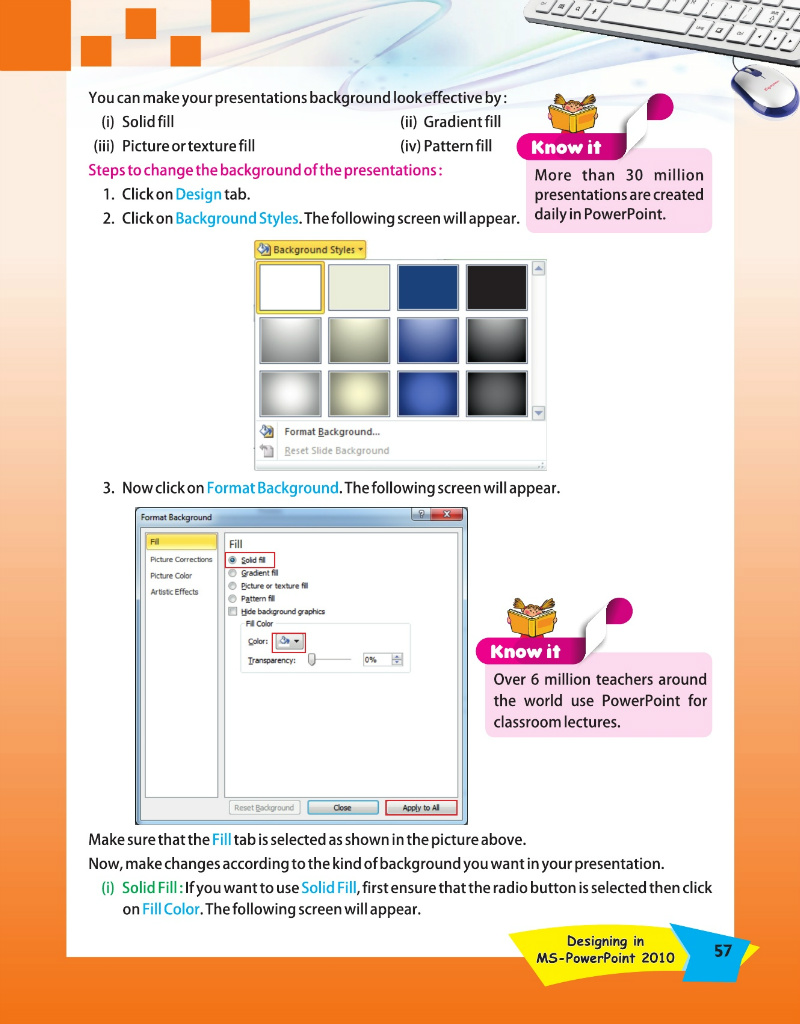 You can make your presentations background look effective by :
(i) Solid fill (ii) Gradient fill
(iii) Picture or texture fill (iv) Pattern fill
Steps to change the background of the presentations :
1. Click on Design tab.
2. Click on Background Styles. The following screen will appear.
Know it
More than 30 million
presentations are created
daily in PowerPoint.
Background Styles
Format Background...
Reset Slide Background
3. Now click on Format Background. The following screen will appear.
Format Background
?
Fill
Picture Corrections
Picture Color
Artistic Effects
Fill
Solid fill
Gradient fill
Picture or texture fill
Pattern fill
Hide background graphics
Fill Color
Color:
Transparency: 0%
Reset Background Close Apply to All
Know it
Over 6 million teachers around
the world use PowerPoint for
classroom lectures.
Make sure that the Fill tab is selected as shown in the picture above.
Now, make changes according to the kind of background you want in your presentation.
(i) Solid Fill : If you want to use Solid Fill, first ensure that the radio button is selected then click
on Fill Color. The following screen will appear.
Designing in
MS-PowerPoint 2010
57